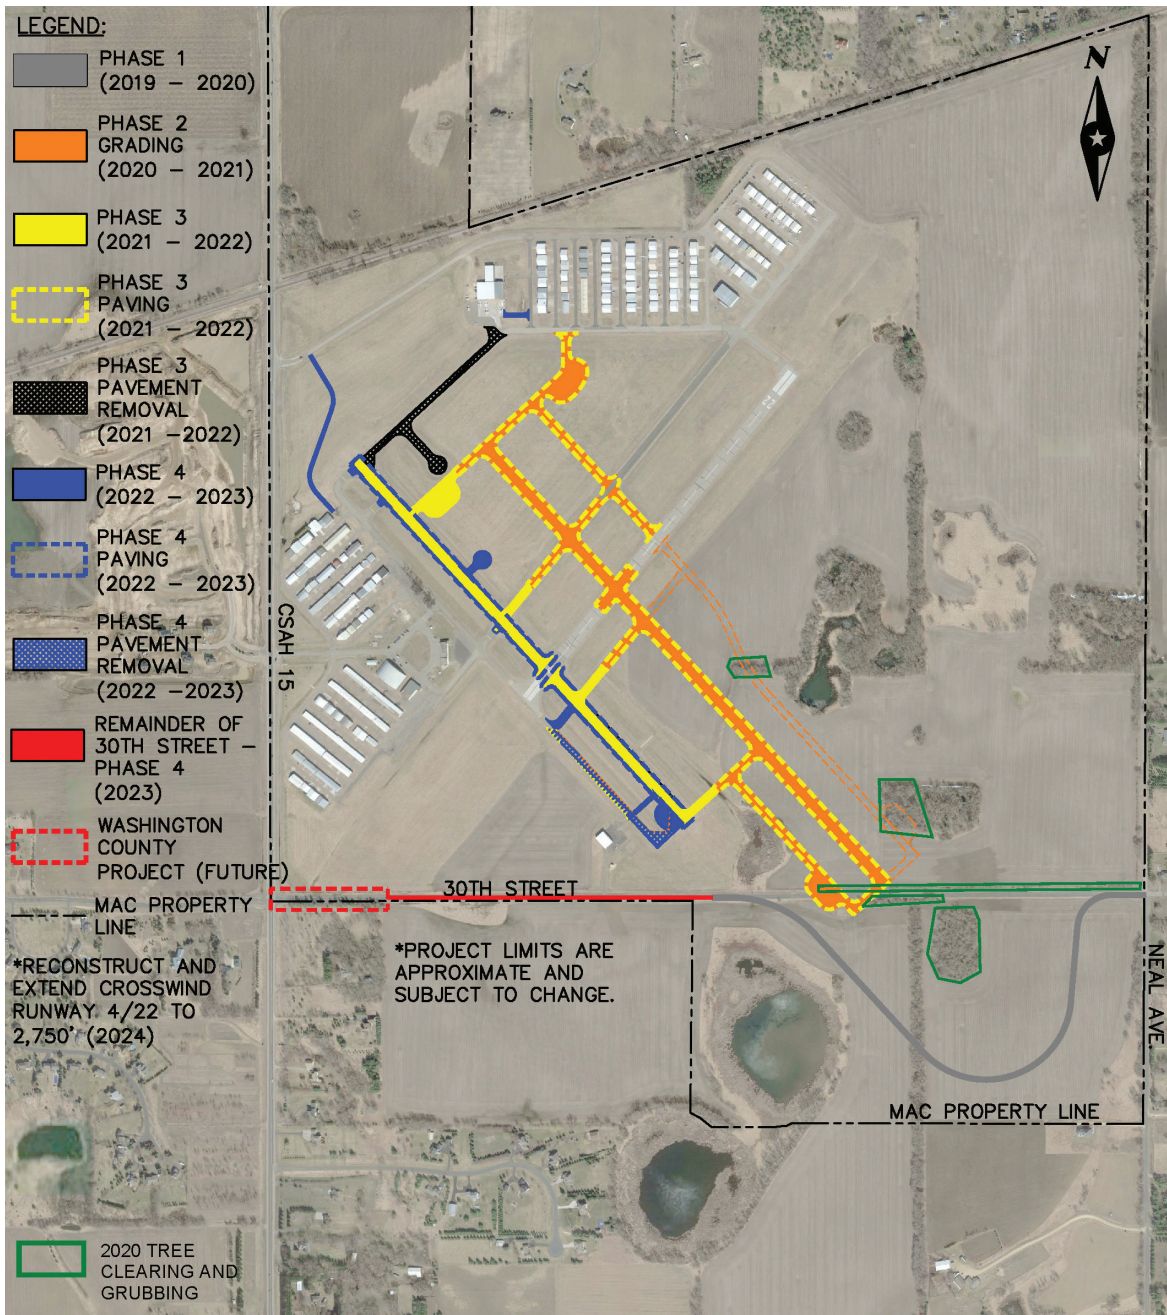 LEGEND:
PHASE 1
(2019 – 2020)
PHASE 2
GRADING
(2020 – 2021)
PHASE 3
(2021 – 2022)
PHASE 3
PAVING
(2021 – 2022)
PHASE 3
PAVEMENT
REMOVAL
(2021 –2022)
PHASE 4
(2022 – 2023)
PHASE 4
PAVING
(2022 – 2023)
PHASE 4
PAVEMENT
REMOVAL
(2022 –2023)
REMAINDER OF
30TH STREET –
PHASE 4
(2023)
WASHINGTON
COUNTY
PROJECT (FUTURE)
MAC PROPERTY
LINE
*RECONSTRUCT AND
EXTEND CROSSWIND
RUNWAY 4/22 TO
2,750' (2024)
2020 TREE
CLEARING AND
GRUBBING
N
22
CSAH 15
30TH STREET
*PROJECT LIMITS ARE
APPROXIMATE AND
SUBJECT TO CHANGE.
NEAL AVE.
MAC PROPERTY LINE